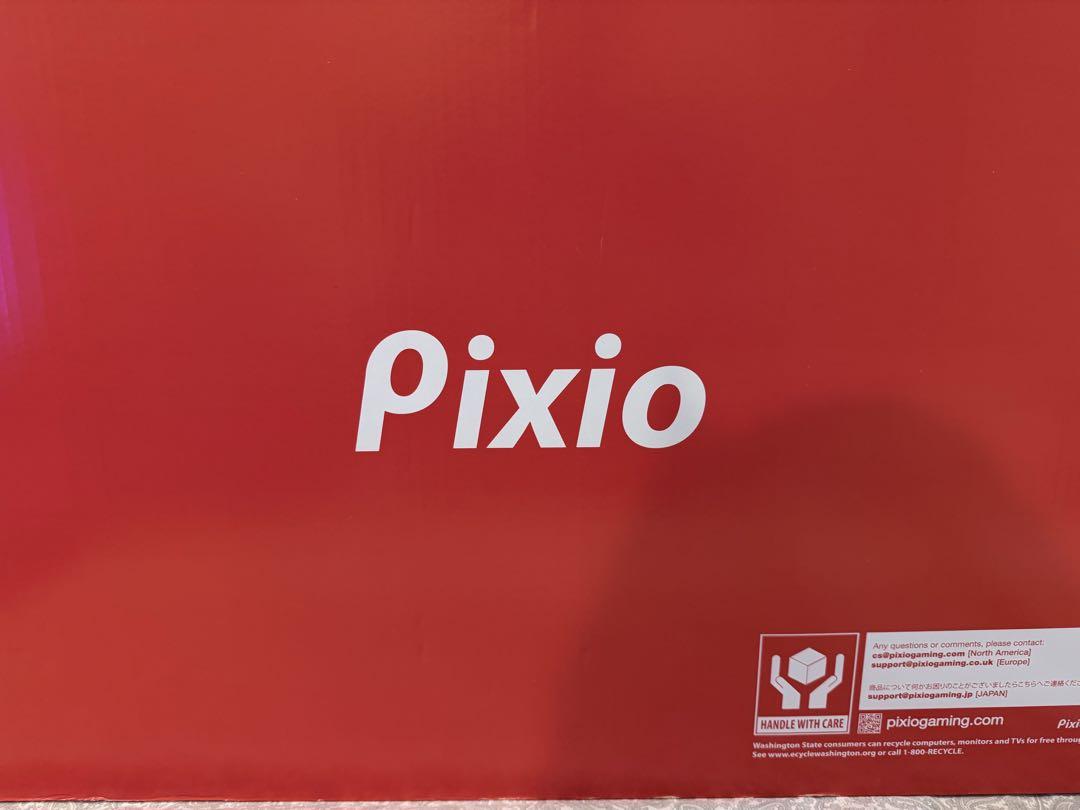 Pixio
Any questions or comments, please contact:
cs@pixiogaming.com [North America]
support@pixiogaming.co.uk [Europe]
商品について何かお困りのことがございましたらこちらへご連絡くださ
support@pixiogaming.jp [JAPAN]
HANDLE WITH CARE
pixiogaming.com
Pixi
Washington State consumers can recycle computers, monitors and TVs for free throu
See www.ecyclewashington.org or call 1-800-RECYCLE.